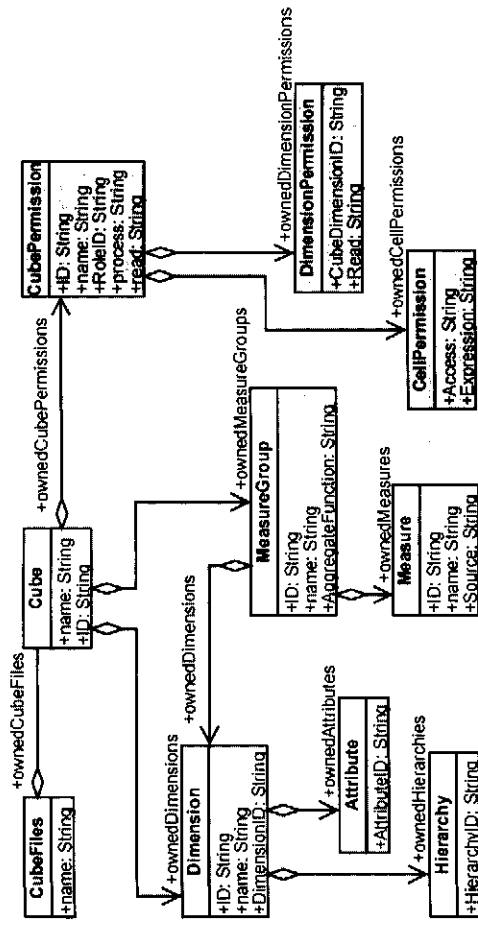 CubeFiles
+name: String
+ownedCubeFiles
Cube
+name: String
+ID: String
+ownedCubePermissions
CubePermission
+ID: String
+name: String
+RoleID: String
+process: String
+read: String
+ownedDimensions
+ownedMeasureGroups
Dimension
+ID: String
+name: String
+DimensionID: String
+ownedDimensions
MeasureGroup
+ID: String
+name: String
+AggregateFunction: String
+ownedDimensionPermissions
DimensionPermission
+CubeDimensionID: String
+Read: String
+ownedAttributes
Attribute
+AttributeID: String
+ownedMeasures
Measure
+ID: String
+name: String
+Source: String
+ownedCellPermissions
CellPermission
+Access: String
+Expression: String
+ownedHierarchies
Hierarchy
+HierarchyID: String